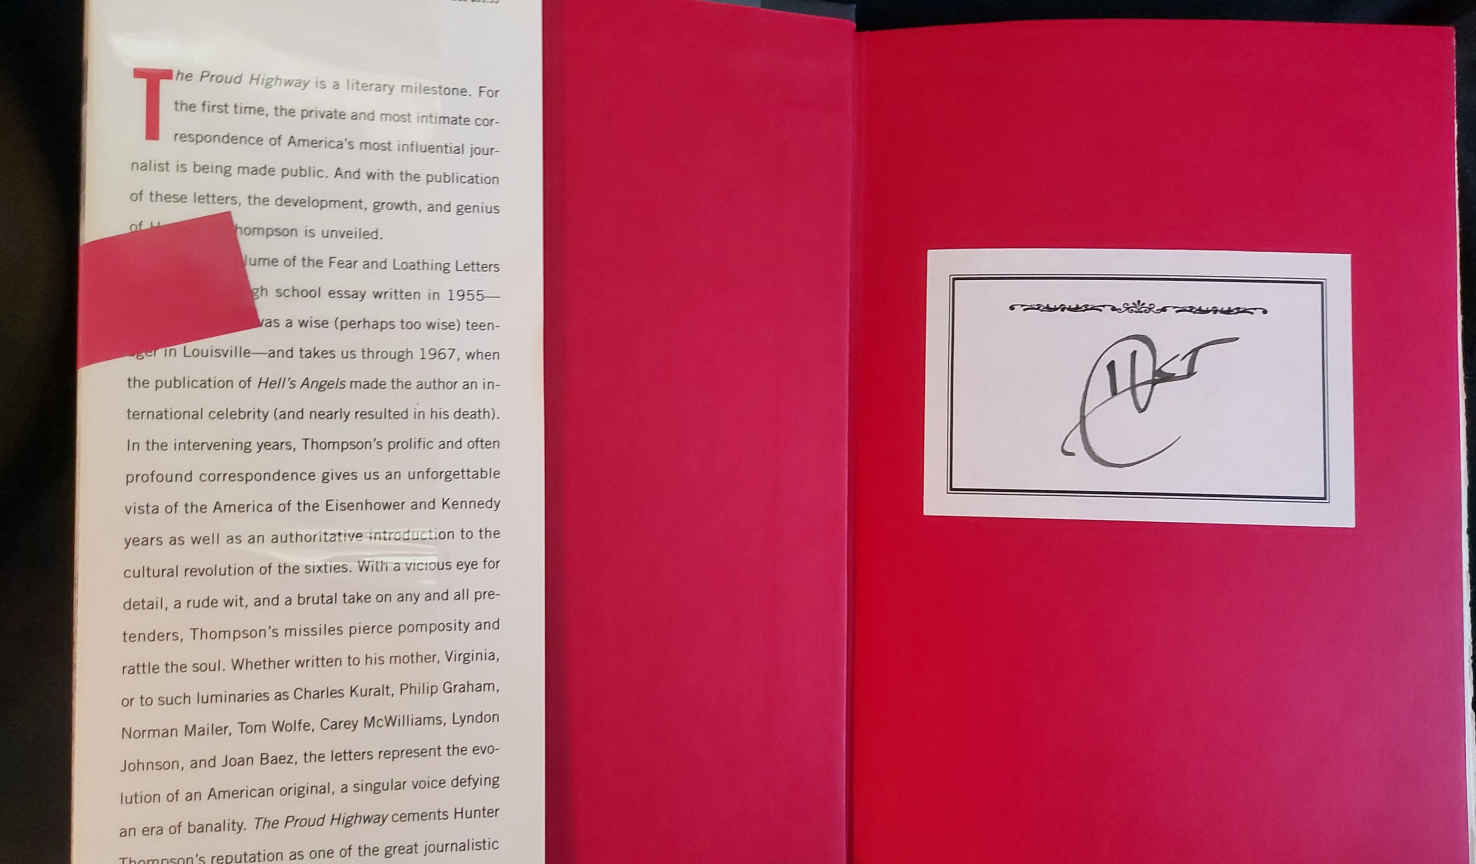 The Proud Highway is a literary milestone. For
the first time, the private and most intimate cor-
respondence of America's most influential jour-
nalist is being made public. And with the publication
of these letters, the development, growth, and genius
of hompson is unveiled.
lume of the Fear and Loathing Letters
gh school essay written in 1955—
was a wise (perhaps too wise) teen-
ager in Louisville—and takes us through 1967, when
the publication of Hell's Angels made the author an in-
ternational celebrity (and nearly resulted in his death).
In the intervening years, Thompson's prolific and often
profound correspondence gives us an unforgettable
vista of the America of the Eisenhower and Kennedy
years as well as an authoritative introduction to the
cultural revolution of the sixties. With a vicious eye for
detail, a rude wit, and a brutal take on any and all pre-
tenders, Thompson's missiles pierce pomposity and
rattle the soul. Whether written to his mother, Virginia,
or to such luminaries as Charles Kuralt, Philip Graham,
Norman Mailer, Tom Wolfe, Carey McWilliams, Lyndon
Johnson, and Joan Baez, the letters represent the evo-
lution of an American original, a singular voice defying
an era of banality. The Proud Highway cements Hunter
Thompson's reputation as one of the great journalistic
HST